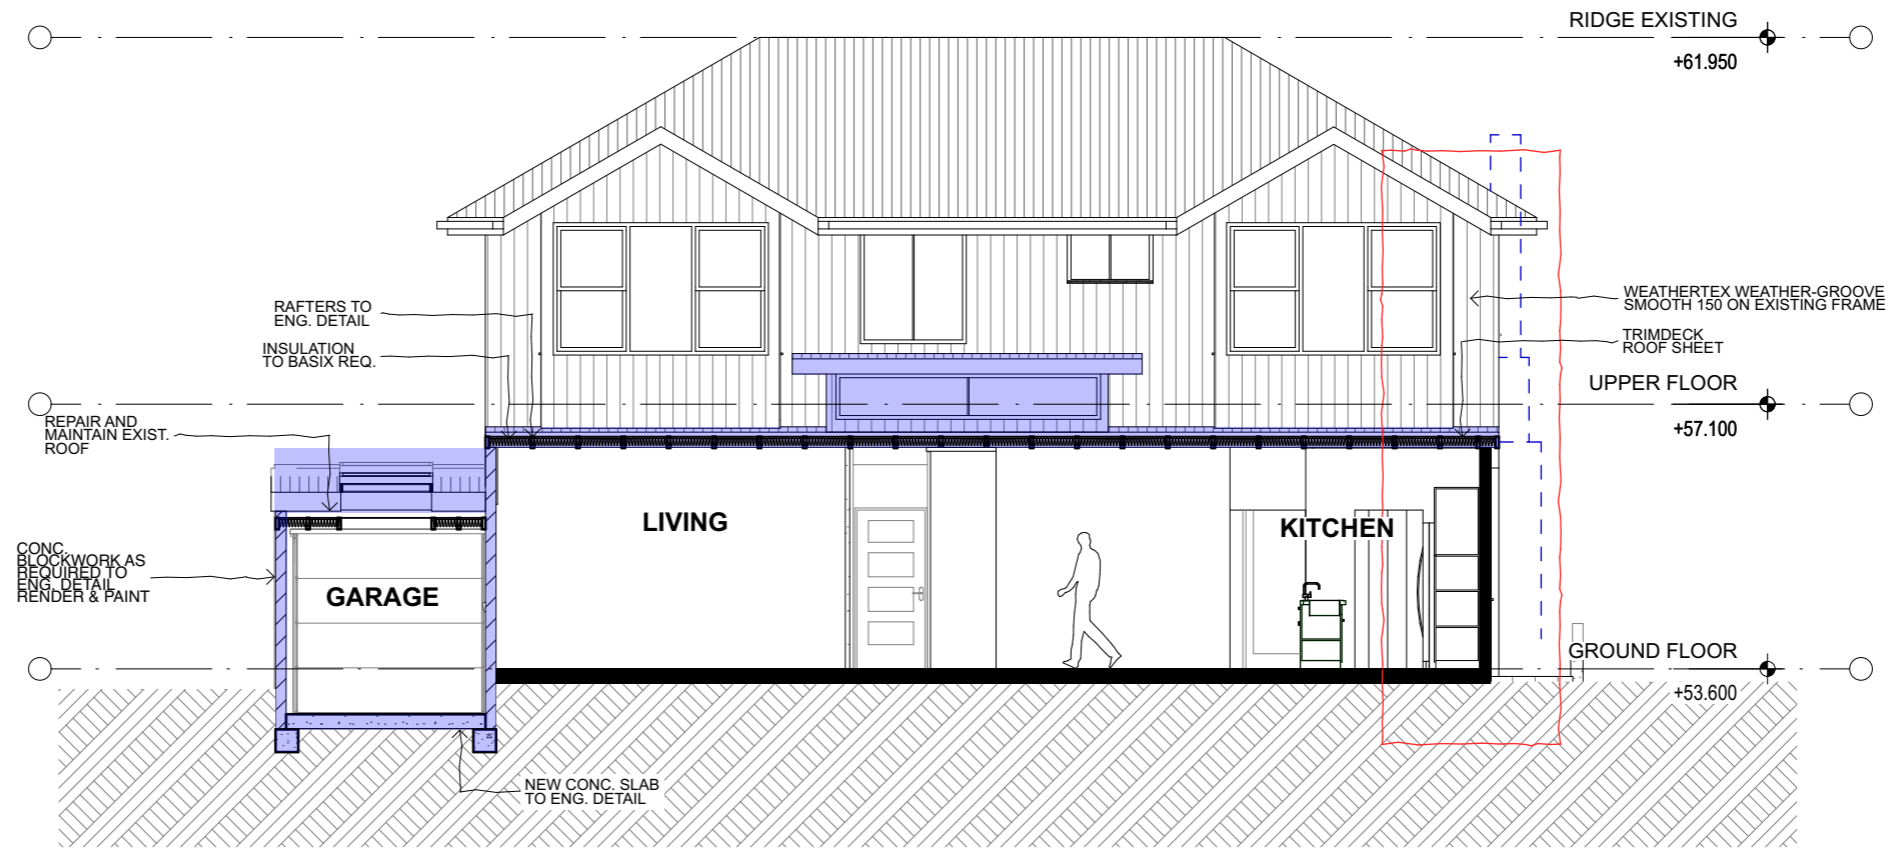 RIDGE EXISTING
+61.950
WEATHERTEX WEATHER-GROOVE
SMOOTH 150 ON EXISTING FRAME
RAFTERS TO
ENG. DETAIL
TRIMDECK
ROOF SHEET
INSULATION
TO BASIX REQ.
UPPER FLOOR
+57.100
REPAIR AND
MAINTAIN EXIST.
ROOF
LIVING
KITCHEN
CONC.
BLOCKWORK AS
REQUIRED TO
ENG. DETAIL
RENDER & PAINT
GARAGE
GROUND FLOOR
+53.600
NEW CONC. SLAB
TO ENG. DETAIL